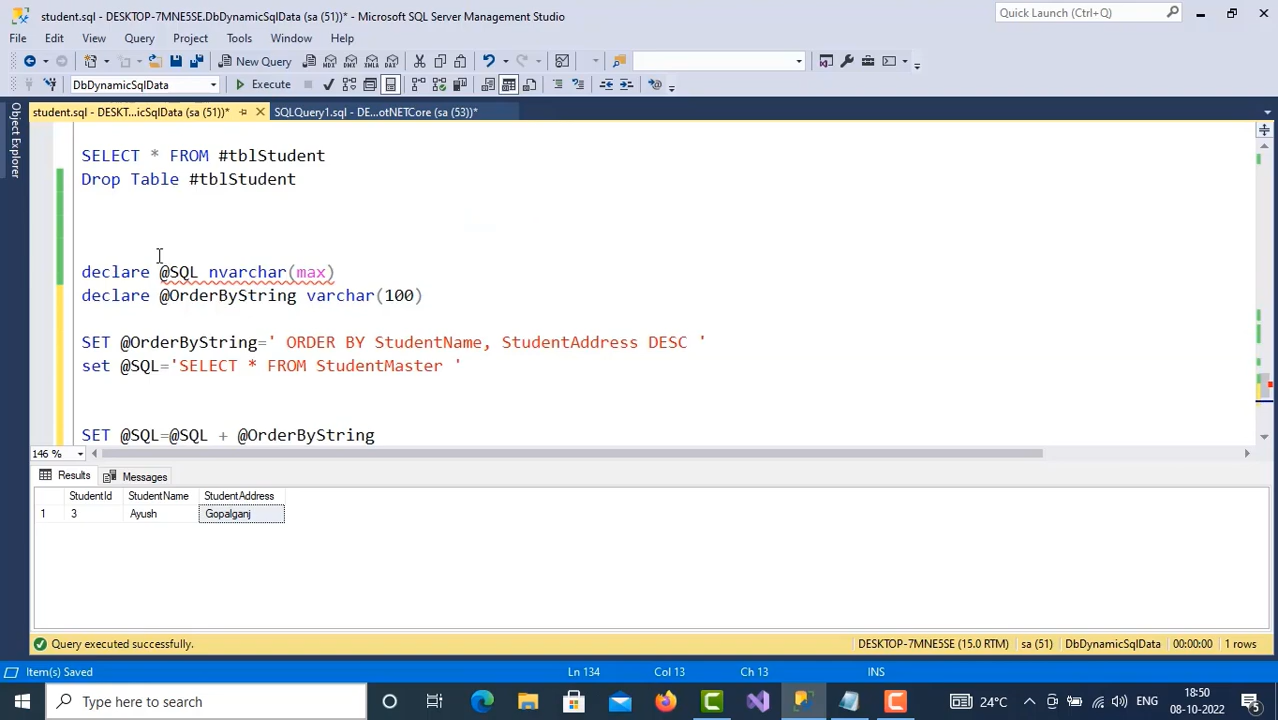 student.sql - DESKTOP-7MNE5SE.DbDynamicSqlData (sa (51))* - Microsoft SQL Server Management Studio
Quick Launch (Ctrl+Q)
File Edit View Query Project Tools Window Help
New Query
DbDynamicSqlData
Execute
student.sql - DESKT...icSqlData (sa (51))*
SQLQuery1.sql - DE...otNETCore (sa (53))*
Object Explorer
SELECT * FROM #tblStudent
Drop Table #tblStudent
declare @SQL nvarchar(max)
declare @OrderByString varchar(100)
SET @OrderByString=' ORDER BY StudentName, StudentAddress DESC '
set @SQL='SELECT * FROM StudentMaster '
SET @SQL=@SQL + @OrderByString
146 %
Results Messages
StudentId StudentName StudentAddress
1 3 Ayush Gopalganj
Query executed successfully.
DESKTOP-7MNE5SE (15.0 RTM) sa (51) DbDynamicSqlData 00:00:00 1 rows
Item(s) Saved
Ln 134 Col 13 Ch 13 INS
Type here to search
24°C
ENG
18:50
08-10-2022
5